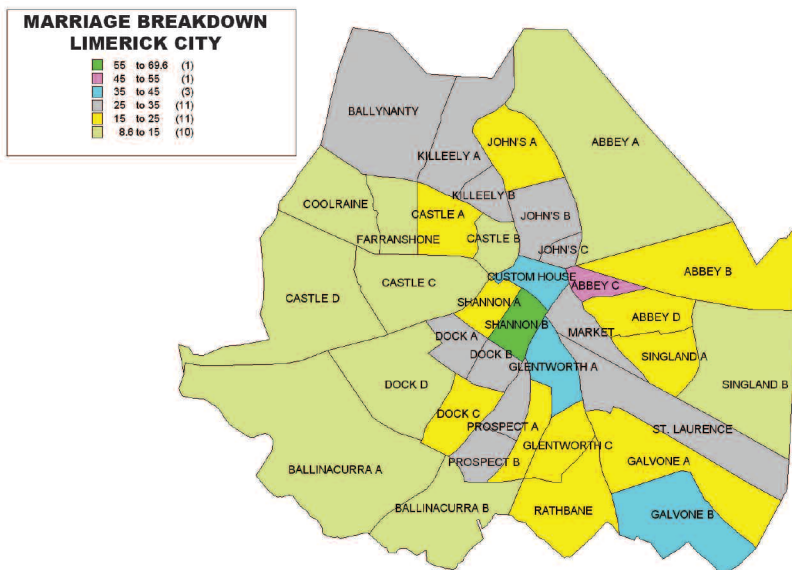 MARRIAGE BREAKDOWN
LIMERICK CITY
55 to 69.6 (1)
45 to 55 (1)
35 to 45 (3)
25 to 35 (11)
15 to 25 (11)
8.6 to 15 (10)
BALLYNANTY
JOHN'S A
ABBEY A
KILLEELY A
KILLEELY B
COOLRAINE
CASTLE A
JOHN'S B
FARRANSHONE
CASTLE B
JOHN'S C
ABBEY B
CUSTOM HOUSE
CASTLE C
ABBEY C
CASTLE D
SHANNON A
ABBEY D
SHANNON B
MARKET
DOCK A
DOCK B
SINGLAND A
GLENTWORTH A
DOCK D
SINGLAND B
DOCK C
PROSPECT A
ST. LAURENCE
GLENTWORTH C
PROSPECT B
GALVONE A
BALLINACURRA A
BALLINACURRA B
RATHBANE
GALVONE B